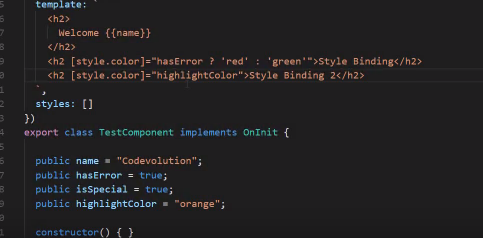 template: `
<h2>
Welcome {{name}}
</h2>
<h2 [style.color]="hasError ? 'red' : 'green'">Style Binding</h2>
<h2 [style.color]="highlightColor">Style Binding 2</h2>
`,
styles: []
})
export class TestComponent implements OnInit {
public name = "Codevolution";
public hasError = true;
public isSpecial = true;
public highlightColor = "orange";
constructor() { }